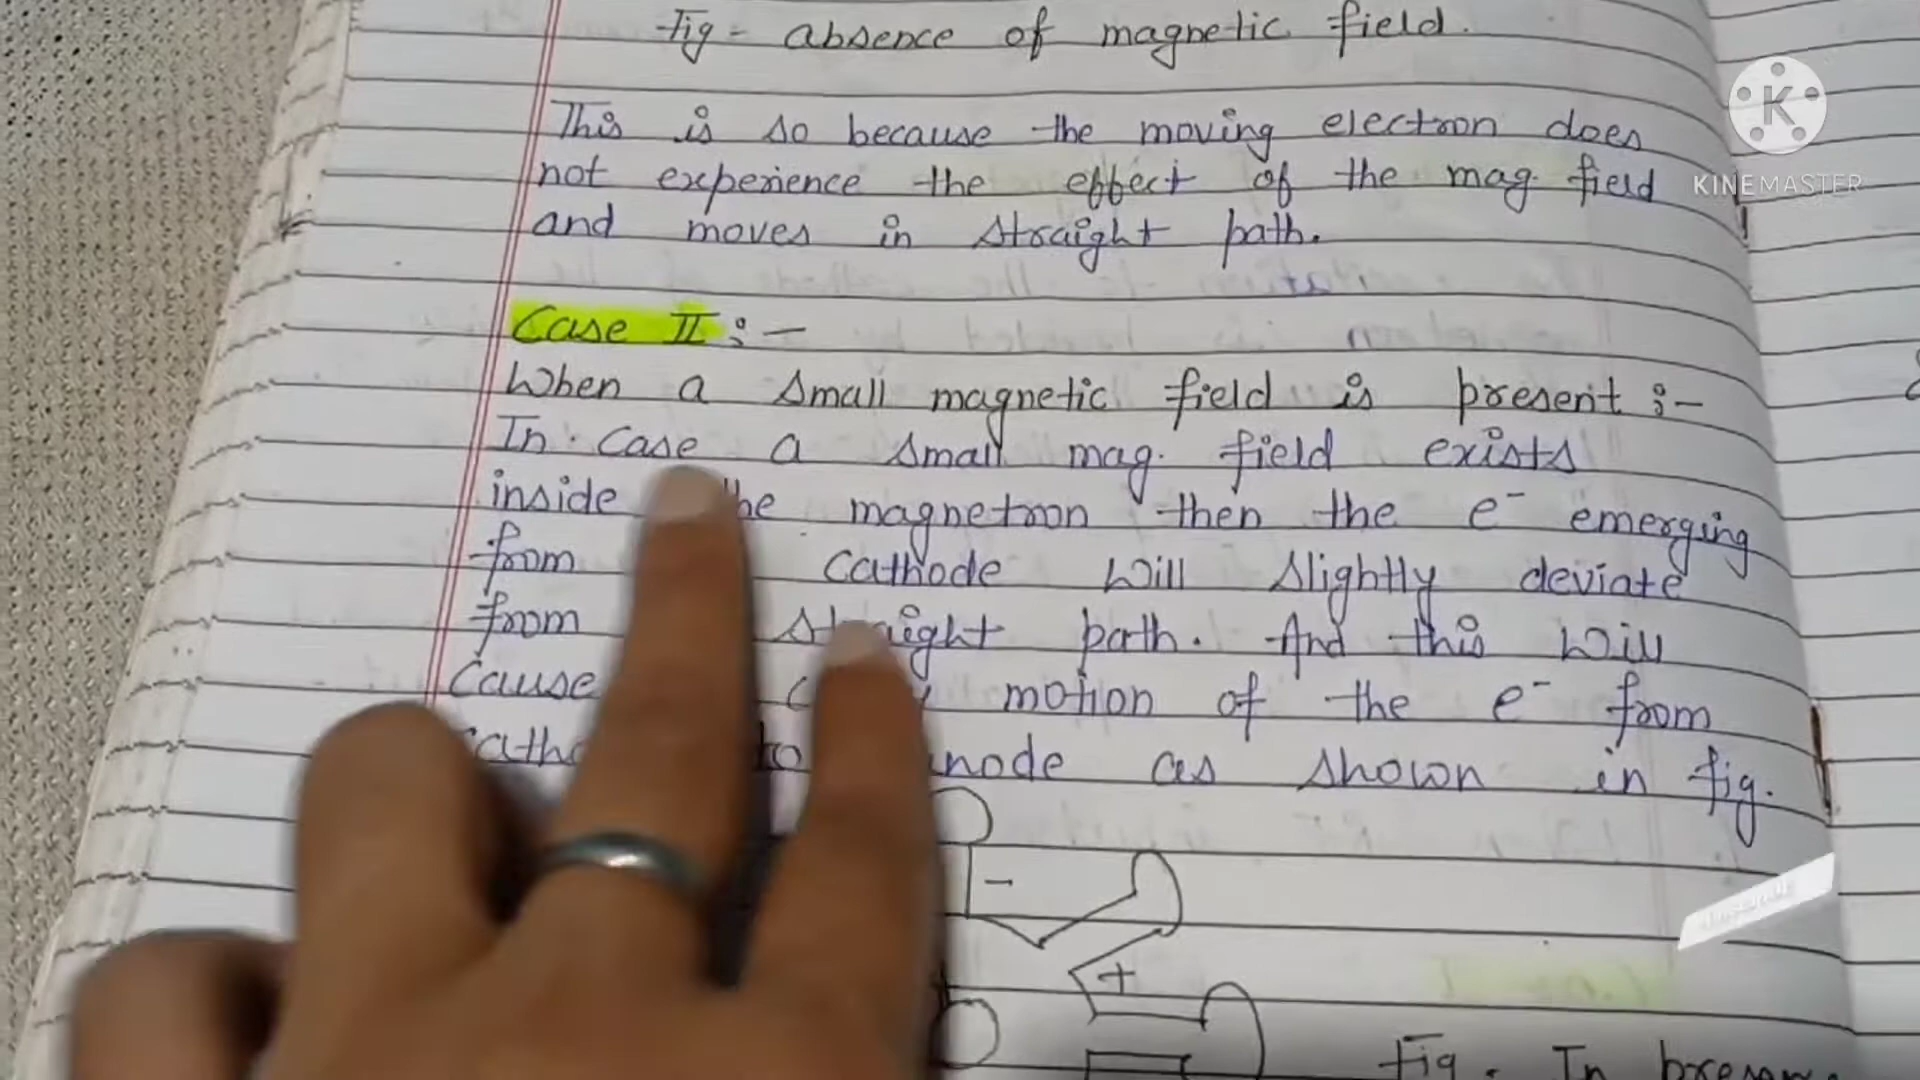 Fig - absence of magnetic field.
This is so because the moving electron does
not experience the effect of the mag. field
and moves in straight path.
Case II :-
When a small magnetic field is present :-
In case a small mag. field exists
inside the magnetron then the e⁻ emerging
from cathode will slightly deviate
from straight path. And this will
cause motion of the e⁻ from
to anode as shown in fig.
-
+
Fig. In
K
KINEMASTER